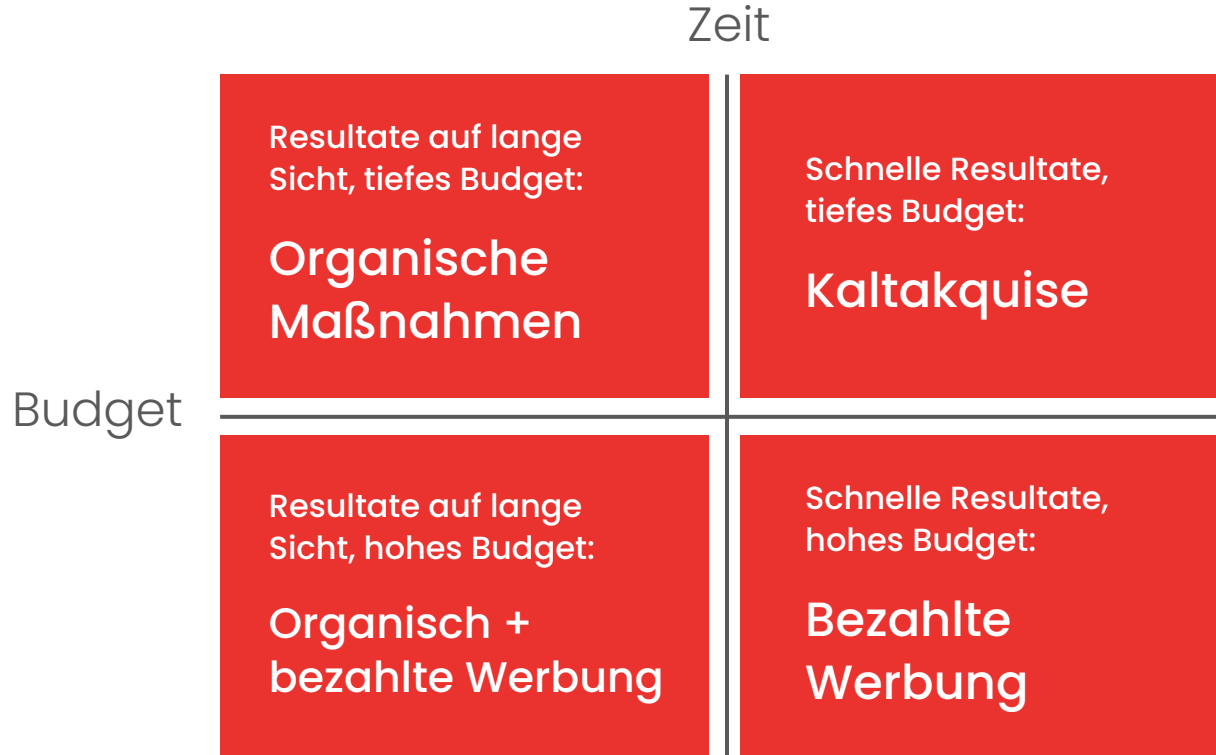 Zeit
Resultate auf lange
Sicht, tiefes Budget:
Organische
Maßnahmen
Schnelle Resultate,
tiefes Budget:
Kaltakquise
Budget
Resultate auf lange
Sicht, hohes Budget:
Organisch +
bezahlte Werbung
Schnelle Resultate,
hohes Budget:
Bezahlte
Werbung